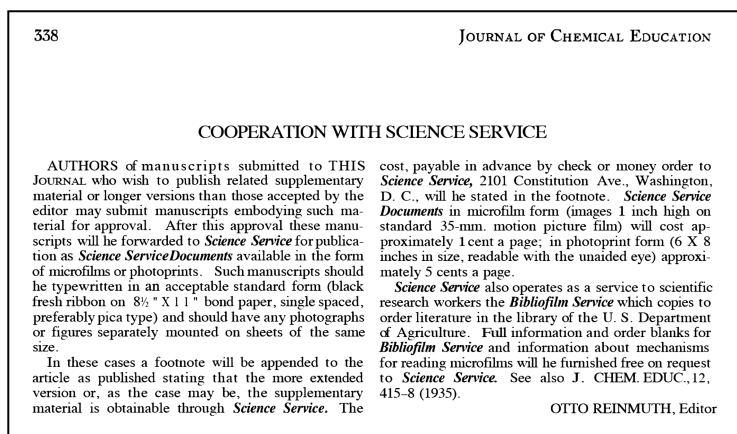 338
JOURNAL OF CHEMICAL EDUCATION
COOPERATION WITH SCIENCE SERVICE
AUTHORS of manuscripts submitted to THIS
JOURNAL who wish to publish related supplementary
material or longer versions than those accepted by the
editor may submit manuscripts embodying such ma-
terial for approval. After this approval these manu-
scripts will he forwarded to Science Service for publica-
tion as Science Service Documents available in the form
of microfilms or photoprints. Such manuscripts should
he typewritten in an acceptable standard form (black
fresh ribbon on 8½ " X 1 1 " bond paper, single spaced,
preferably pica type) and should have any photographs
or figures separately mounted on sheets of the same
size.
In these cases a footnote will be appended to the
article as published stating that the more extended
version or, as the case may be, the supplementary
material is obtainable through Science Service. The
cost, payable in advance by check or money order to
Science Service, 2101 Constitution Ave., Washington,
D. C., will he stated in the footnote. Science Service
Documents in microfilm form (images 1 inch high on
standard 35-mm. motion picture film) will cost ap-
proximately 1 cent a page; in photoprint form (6 X 8
inches in size, readable with the unaided eye) approxi-
mately 5 cents a page.
Science Service also operates as a service to scientific
research workers the Bibliofilm Service which copies to
order literature in the library of the U. S. Department
of Agriculture. Full information and order blanks for
Bibliofilm Service and information about mechanisms
for reading microfilms will he furnished free on request
to Science Service. See also J. CHEM. EDUC., 12,
415–8 (1935).
OTTO REINMUTH, Editor